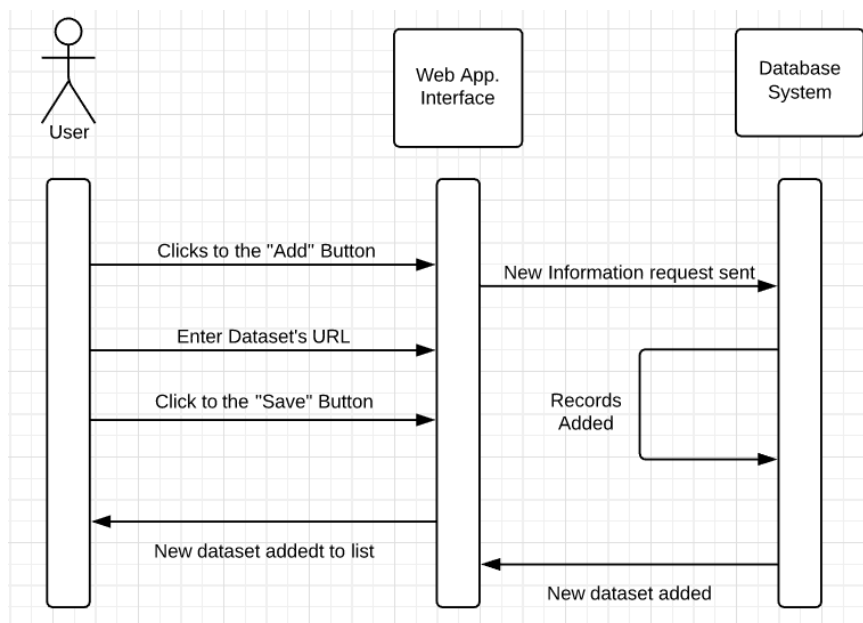 User
Web App.
Interface
Database
System
Clicks to the "Add" Button
New Information request sent
Enter Dataset's URL
Click to the "Save" Button
Records
Added
New dataset addedt to list
New dataset added